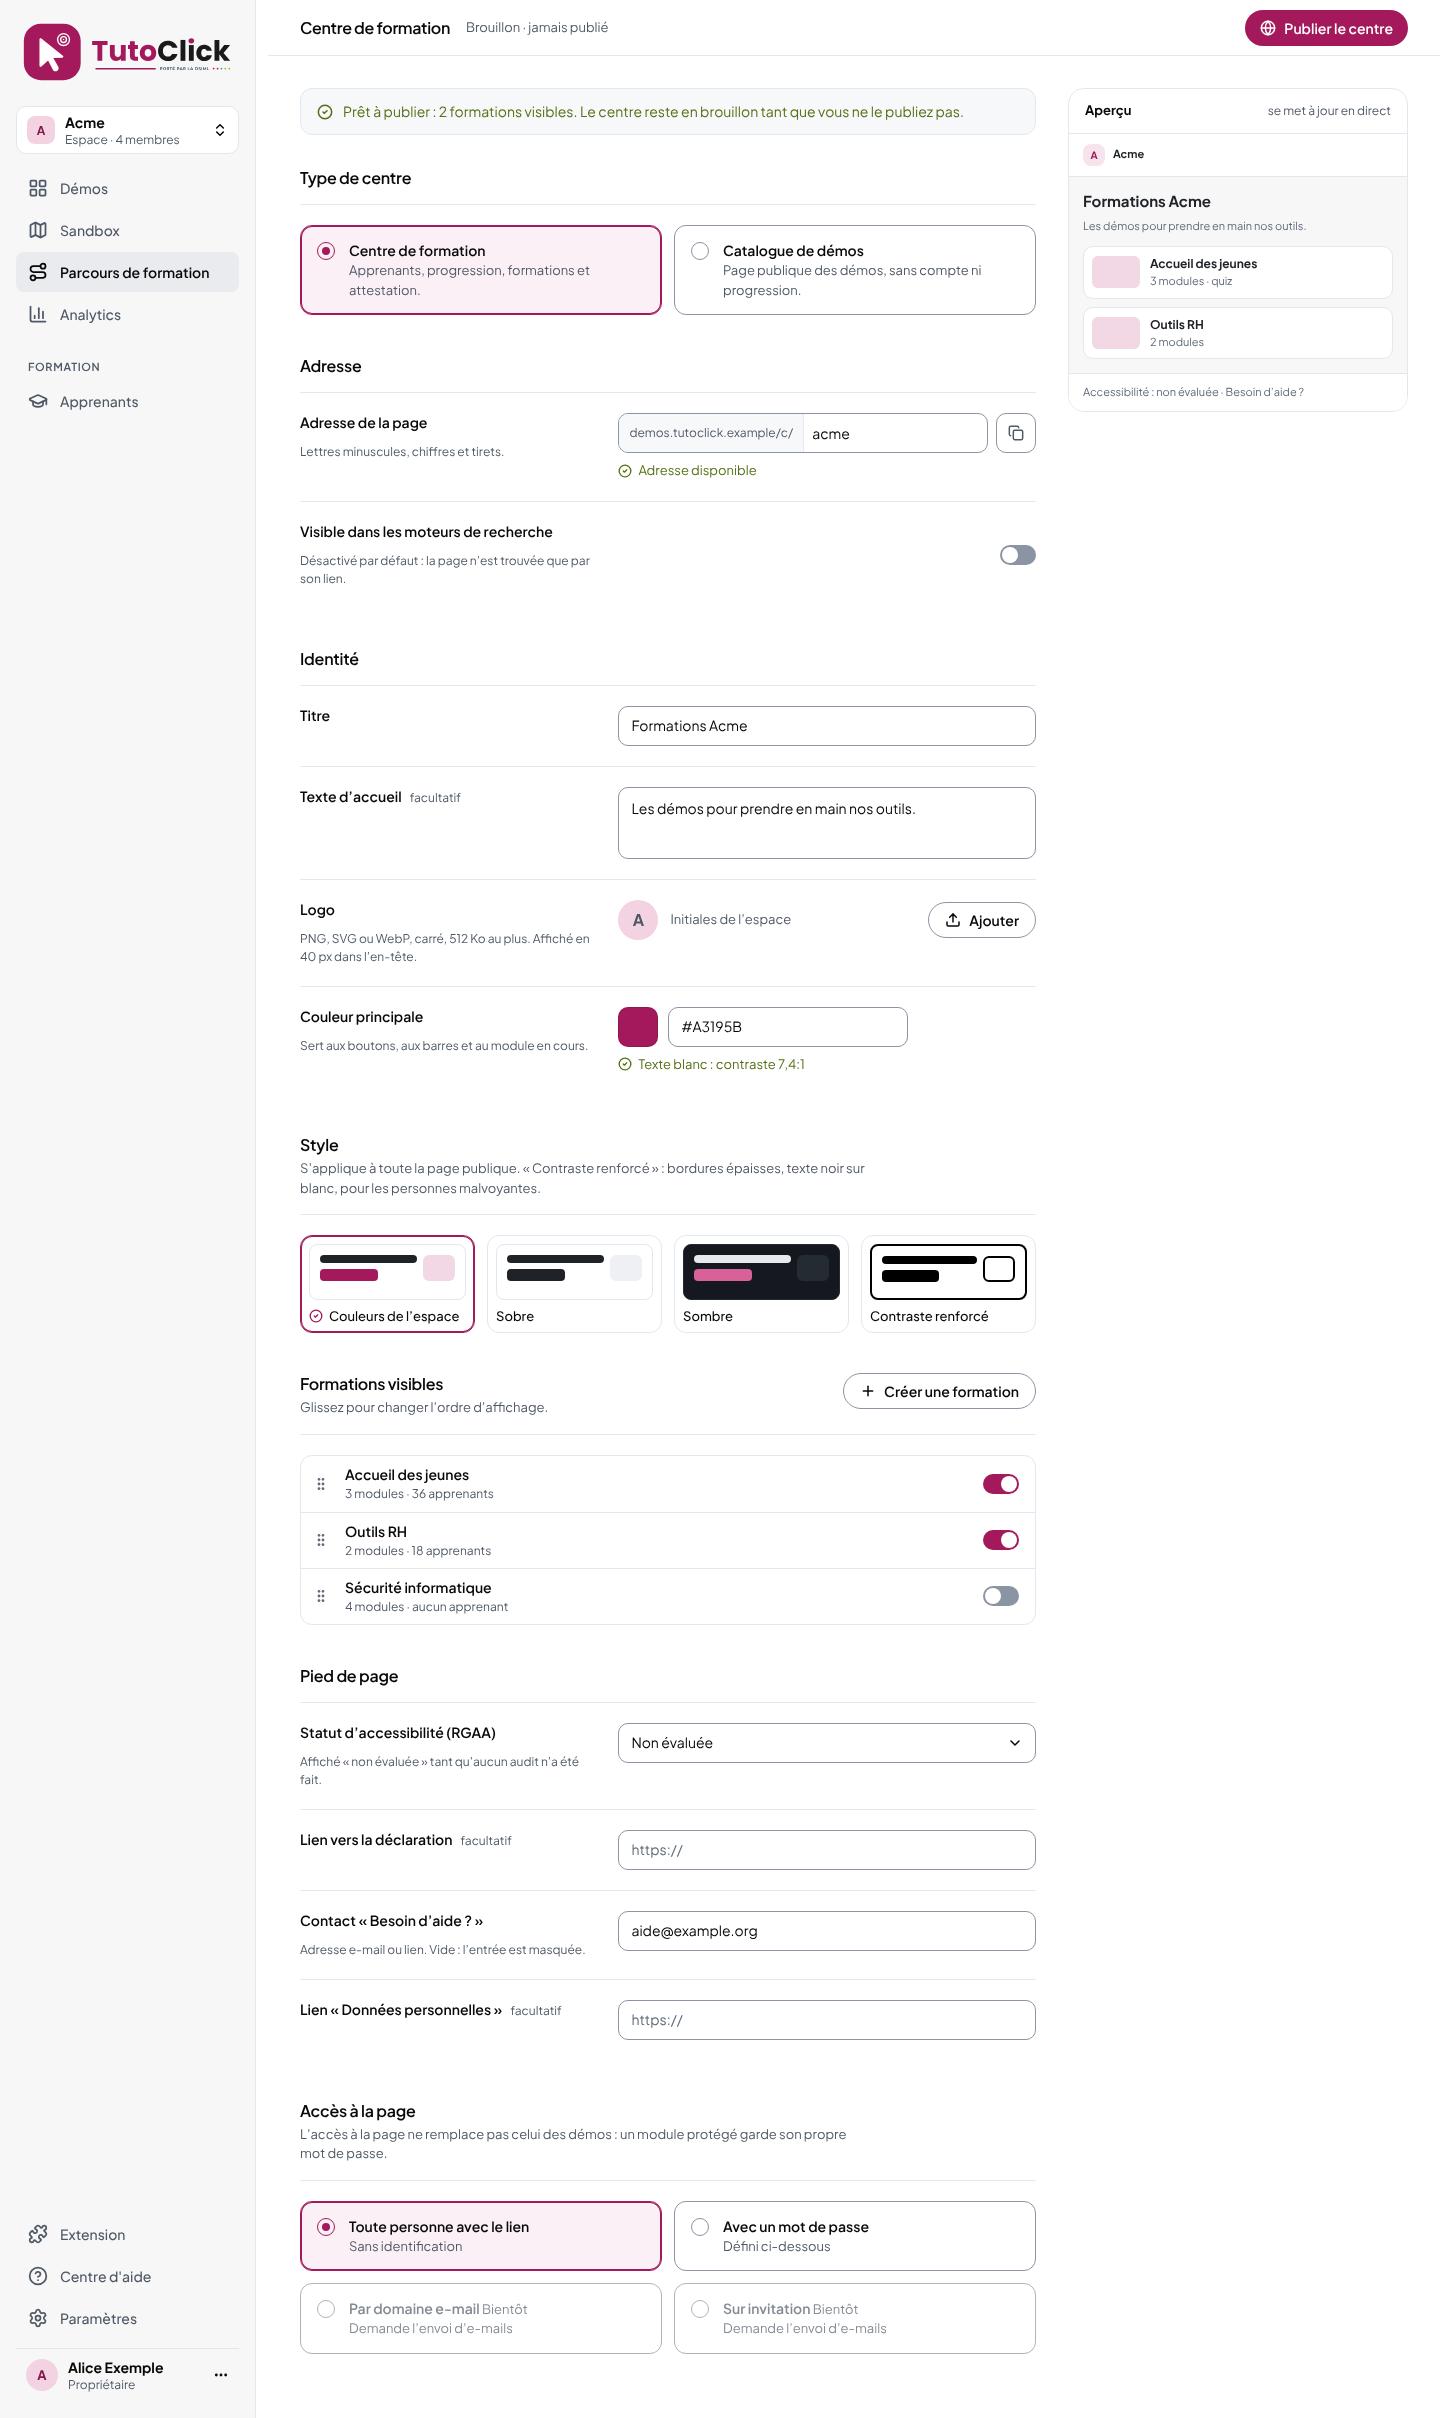 TutoClick
PORTÉ PAR LA DSIML
A
Acme
Espace · 4 membres
Démos
Sandbox
Parcours de formation
Analytics
FORMATION
Apprenants
Extension
Centre d'aide
Paramètres
A
Alice Exemple
Propriétaire
Centre de formation
Brouillon · jamais publié
Publier le centre
Prêt à publier : 2 formations visibles. Le centre reste en brouillon tant que vous ne le publiez pas.
Type de centre
Centre de formation
Apprenants, progression, formations et
attestation.
Catalogue de démos
Page publique des démos, sans compte ni
progression.
Adresse
Adresse de la page
Lettres minuscules, chiffres et tirets.
demos.tutoclick.example/c/ acme
Adresse disponible
Visible dans les moteurs de recherche
Désactivé par défaut : la page n’est trouvée que par
son lien.
Identité
Titre
Formations Acme
Texte d’accueil facultatif
Les démos pour prendre en main nos outils.
Logo
PNG, SVG ou WebP, carré, 512 Ko au plus. Affiché en
40 px dans l’en-tête.
A
Initiales de l’espace
Ajouter
Couleur principale
Sert aux boutons, aux barres et au module en cours.
#A3195B
Texte blanc : contraste 7,4:1
Style
S’applique à toute la page publique. « Contraste renforcé » : bordures épaisses, texte noir sur
blanc, pour les personnes malvoyantes.
Couleurs de l’espace
Sobre
Sombre
Contraste renforcé
Formations visibles
Glissez pour changer l’ordre d’affichage.
Créer une formation
Accueil des jeunes
3 modules · 36 apprenants
Outils RH
2 modules · 18 apprenants
Sécurité informatique
4 modules · aucun apprenant
Pied de page
Statut d’accessibilité (RGAA)
Affiché « non évaluée » tant qu’aucun audit n’a été
fait.
Non évaluée
Lien vers la déclaration facultatif
https://
Contact « Besoin d’aide ? »
Adresse e-mail ou lien. Vide : l’entrée est masquée.
aide@example.org
Lien « Données personnelles » facultatif
https://
Accès à la page
L’accès à la page ne remplace pas celui des démos : un module protégé garde son propre
mot de passe.
Toute personne avec le lien
Sans identification
Avec un mot de passe
Défini ci-dessous
Par domaine e-mail Bientôt
Demande l’envoi d’e-mails
Sur invitation Bientôt
Demande l’envoi d’e-mails
Aperçu
se met à jour en direct
A
Acme
Formations Acme
Les démos pour prendre en main nos outils.
Accueil des jeunes
3 modules · quiz
Outils RH
2 modules
Accessibilité : non évaluée · Besoin d’aide ?